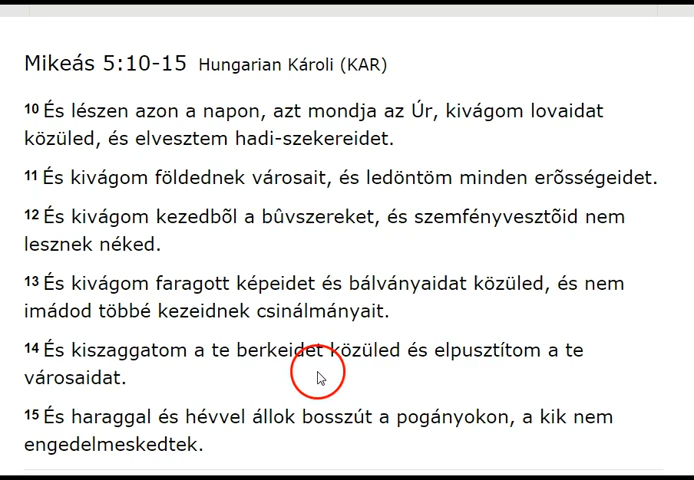 Mikeás 5:10-15 Hungarian Károli (KAR)
10 És lészen azon a napon, azt mondja az Úr, kivágom lovaidat
közüled, és elvesztem hadi-szekereidet.
11 És kivágom földednek városait, és ledöntöm minden erõsségeidet.
12 És kivágom kezedbõl a bûvszereket, és szemfényvesztõid nem
lesznek néked.
13 És kivágom faragott képeidet és bálványaidat közüled, és nem
imádod többé kezeidnek csinálmányait.
14 És kiszaggatom a te berkeidet közüled és elpusztítom a te
városaidat.
15 És haraggal és hévvel állok bosszút a pogányokon, a kik nem
engedelmeskedtek.